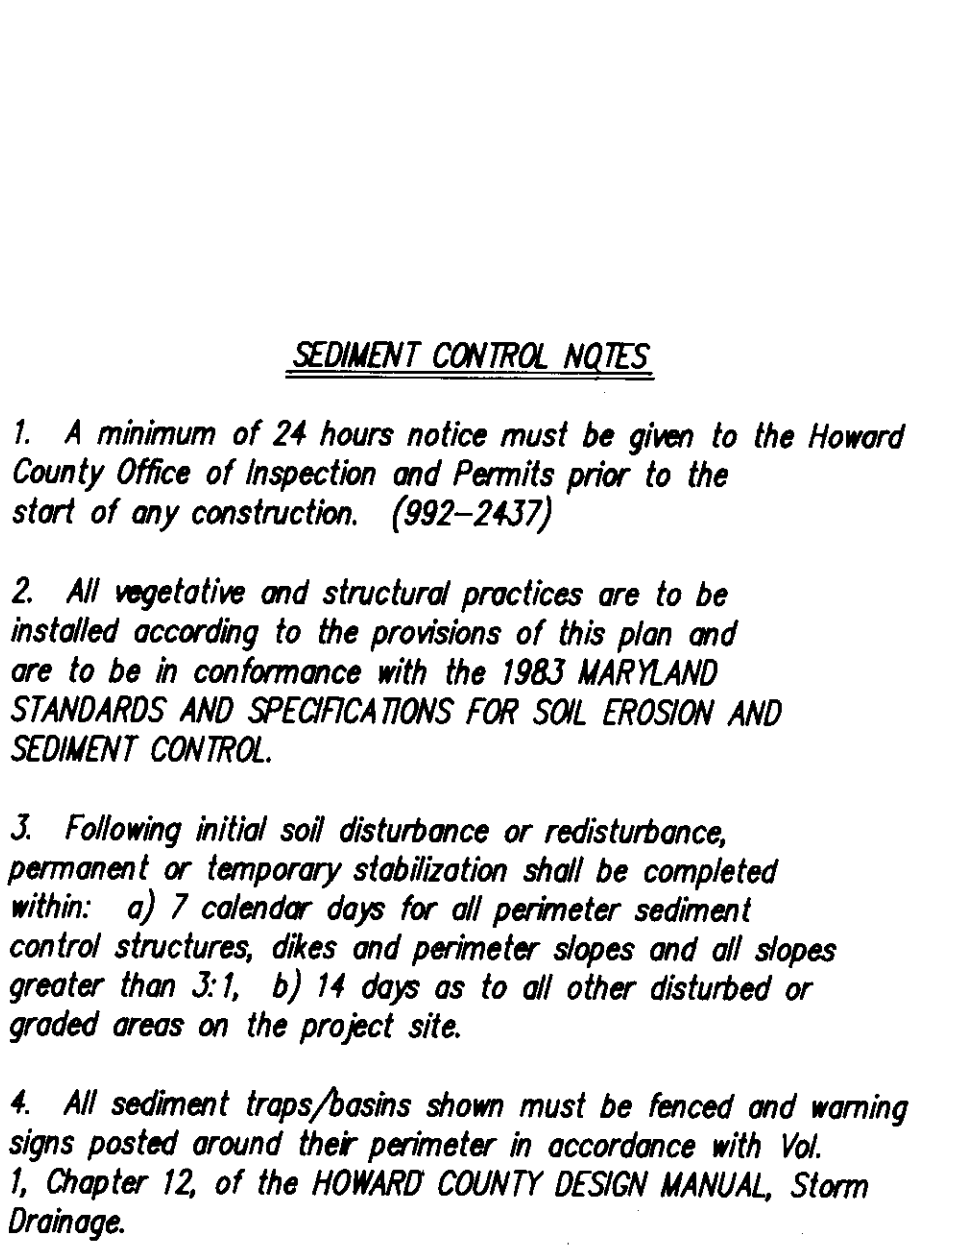 SEDIMENT CONTROL NOTES
1. A minimum of 24 hours notice must be given to the Howard
County Office of Inspection and Permits prior to the
start of any construction. (992-2437)
2. All vegetative and structural practices are to be
installed according to the provisions of this plan and
are to be in conformance with the 1983 MARYLAND
STANDARDS AND SPECIFICATIONS FOR SOIL EROSION AND
SEDIMENT CONTROL.
3. Following initial soil disturbance or redisturbance,
permanent or temporary stabilization shall be completed
within: a) 7 calendar days for all perimeter sediment
control structures, dikes and perimeter slopes and all slopes
greater than 3:1, b) 14 days as to all other disturbed or
graded areas on the project site.
4. All sediment traps/basins shown must be fenced and warning
signs posted around their perimeter in accordance with Vol.
1, Chapter 12, of the HOWARD COUNTY DESIGN MANUAL, Storm
Drainage.